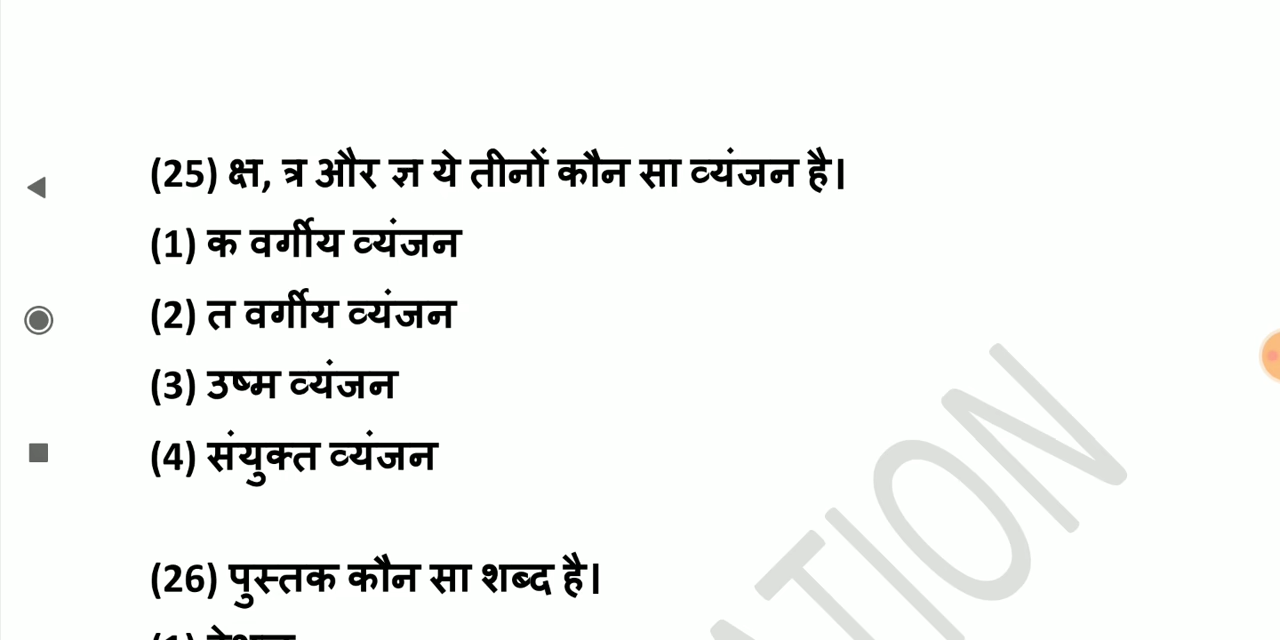 (25) क्ष, त्र और ज्ञ ये तीनों कौन सा व्यंजन है।
(1) क वर्गीय व्यंजन
(2) त वर्गीय व्यंजन
(3) उष्म व्यंजन
(4) संयुक्त व्यंजन
(26) पुस्तक कौन सा शब्द है।